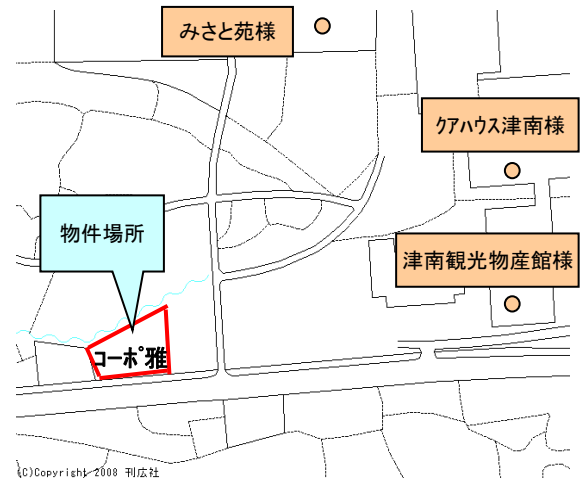 みさと苑様
クアハウス津南様
物件場所
津南観光物産館様
コーポ雅
(C)Copyright 2008 刊広社